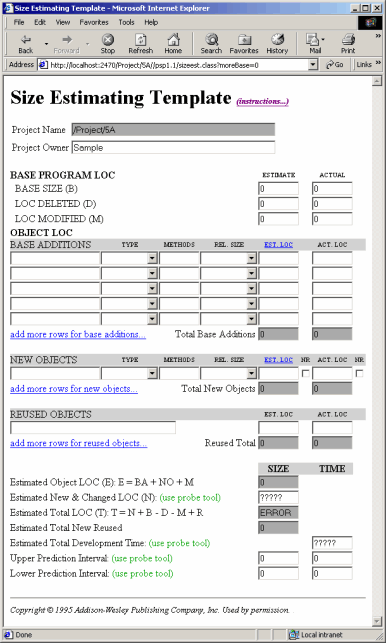 Size Estimating Template - Microsoft Internet Explorer
File Edit View Favorites Tools Help
Back Forward Stop Refresh Home Search Favorites History Mail Print
Address http://localhost:2470/Project/5A//psp1.1/sizeest.class?moreBase=0 Go Links »
Size Estimating Template (instructions...)
Project Name /Project/5A
Project Owner Sample
BASE PROGRAM LOC ESTIMATE ACTUAL
BASE SIZE (B) 0 0
LOC DELETED (D) 0 0
LOC MODIFIED (M) 0 0
OBJECT LOC
BASE ADDITIONS TYPE METHODS REL. SIZE EST. LOC ACT. LOC
add more rows for base additions... Total Base Additions 0 0
NEW OBJECTS TYPE METHODS REL. SIZE EST. LOC NR ACT. LOC NR
add more rows for new objects... Total New Objects 0 0
REUSED OBJECTS EST. LOC ACT. LOC
add more rows for reused objects... Reused Total 0 0
SIZE TIME
Estimated Object LOC (E): E = BA + NO + M 0
Estimated New & Changed LOC (N): (use probe tool) ?????
Estimated Total LOC (T): T = N + B - D - M + R ERROR
Estimated Total New Reused 0
Estimated Total Development Time: (use probe tool) ?????
Upper Prediction Interval: (use probe tool) 0 0
Lower Prediction Interval: (use probe tool) 0 0
Copyright © 1995 Addison-Wesley Publishing Company, Inc. Used by permission.
Done Local intranet